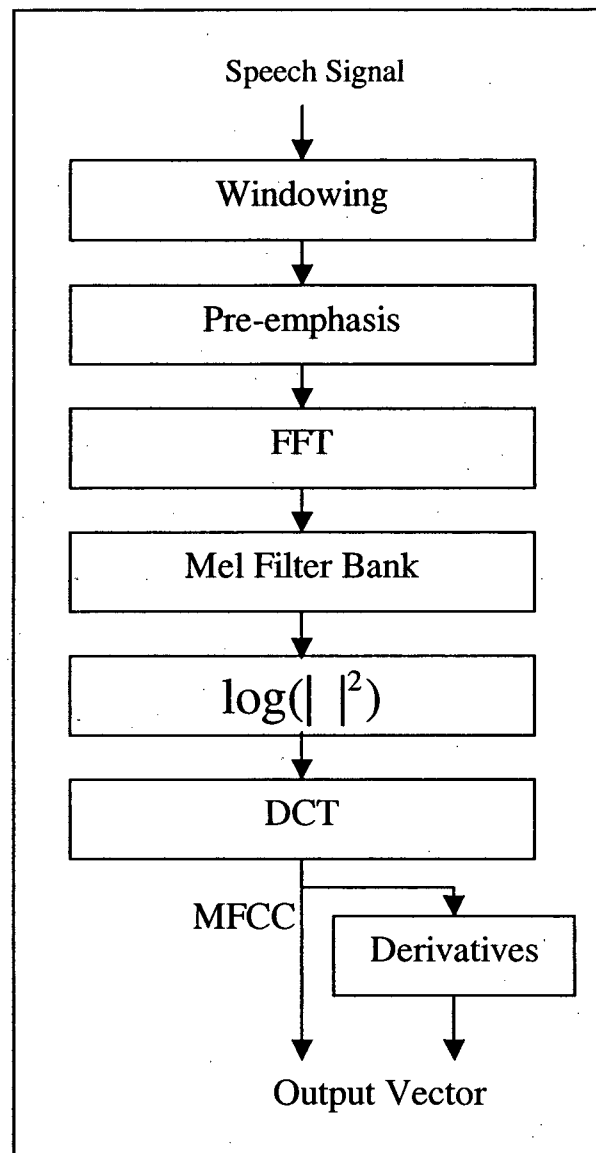 Speech Signal
Windowing
Pre-emphasis
FFT
Mel Filter Bank
log(| |²)
DCT
MFCC
Derivatives
Output Vector